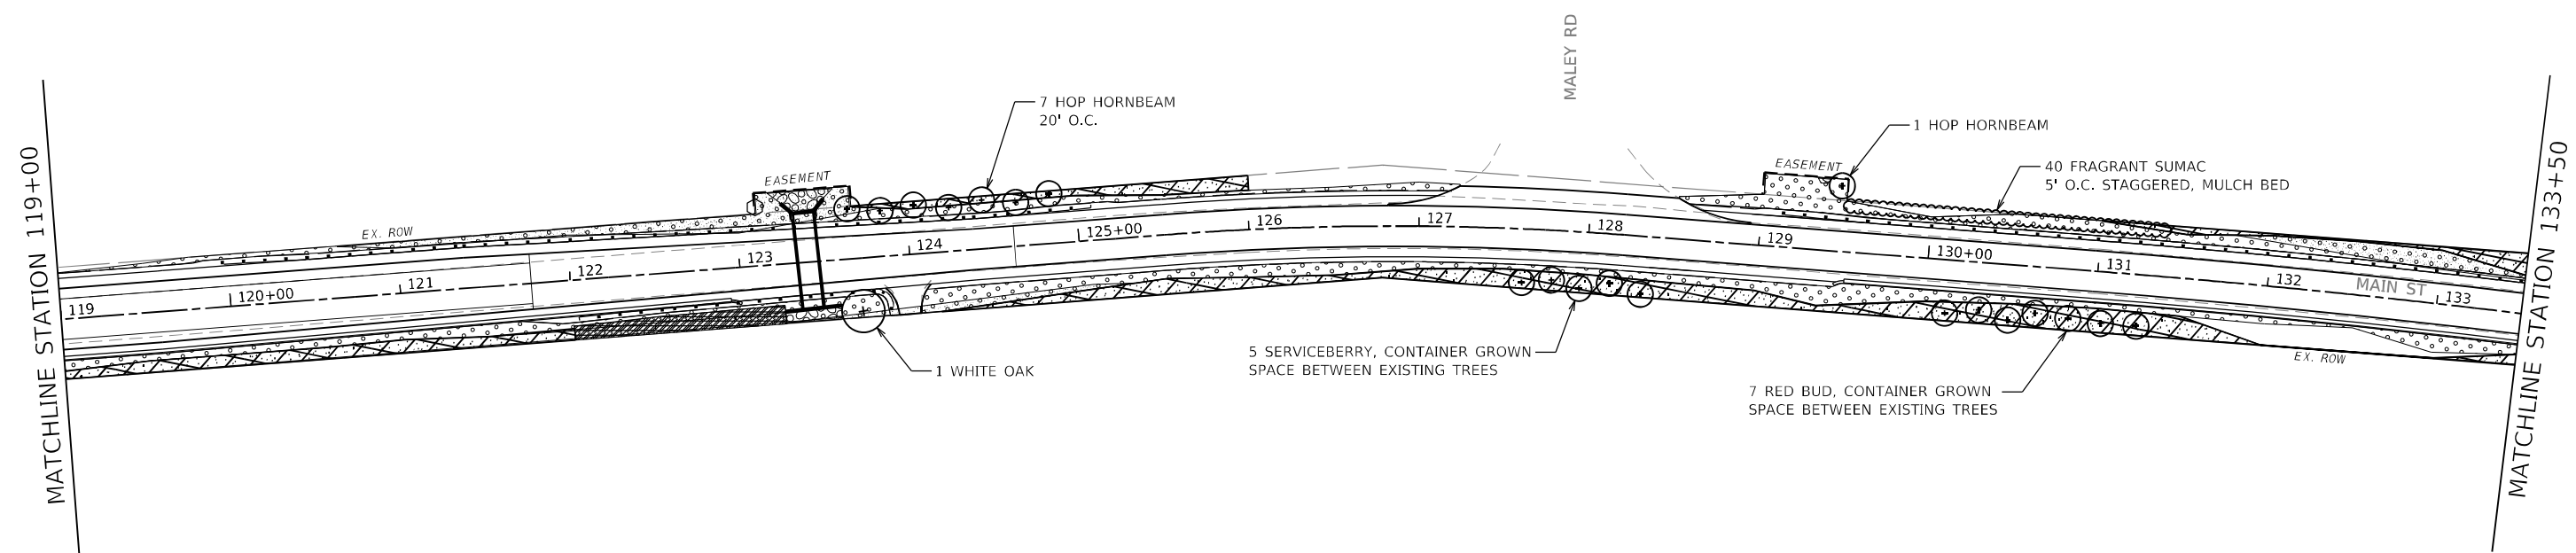 MALEY RD
7 HOP HORNBEAM
20' O.C.
1 HOP HORNBEAM
EASEMENT
EASEMENT
40 FRAGRANT SUMAC
5' O.C. STAGGERED, MULCH BED
EX. ROW
MATCHLINE STATION 119+00
MATCHLINE STATION 133+50
119
120+00
121
122
123
124
125+00
126
127
128
129
130+00
131
132
133
MAIN ST
1 WHITE OAK
5 SERVICEBERRY, CONTAINER GROWN
SPACE BETWEEN EXISTING TREES
EX. ROW
7 RED BUD, CONTAINER GROWN
SPACE BETWEEN EXISTING TREES